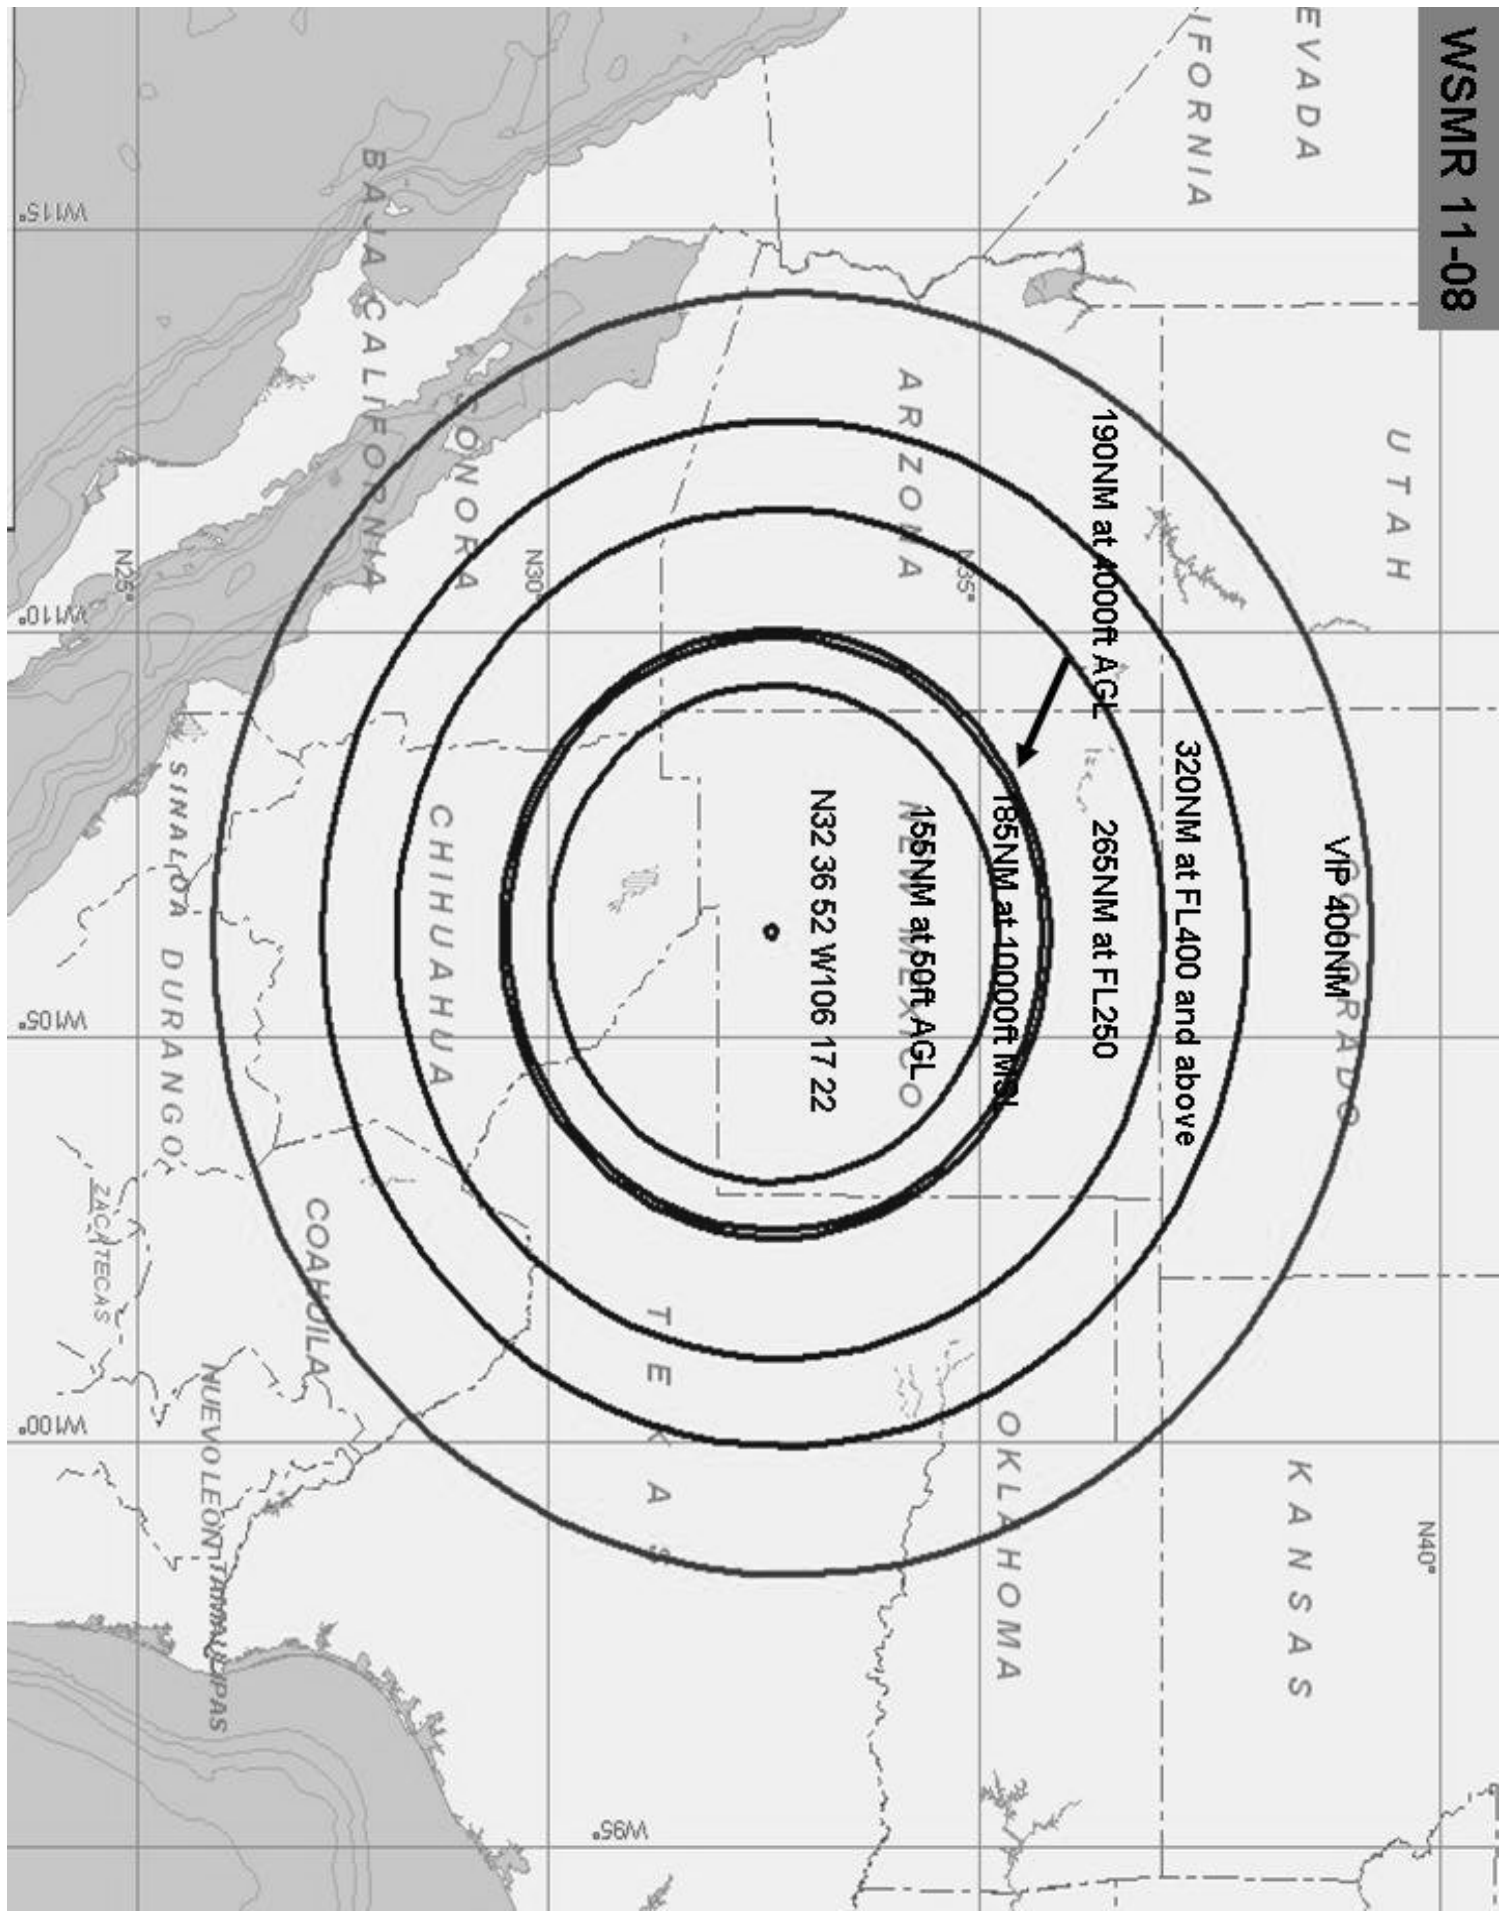 WSMR 11-08
EVADA
IFORNIA
UTAH
ARZONA
COLORADO
VIP 400NM
320NM at FL400 and above
190NM at 4000ft AGL
265NM at FL250
185NM at 10000ft MSL
NEW MEXICO
155NM at 50ft AGL
N32 36 52 W106 17 22
KANSAS
OKLAHOMA
TEXAS
BAJA CALIFORNIA
SONORA
CHIHUAHUA
SINALOA
DURANGO
COAHUILA
ZACATECAS
NUEVO LEON
TAMAULIPAS
N40°
N35°
N30°
N25°
W115°
W110°
W105°
W100°
W95°